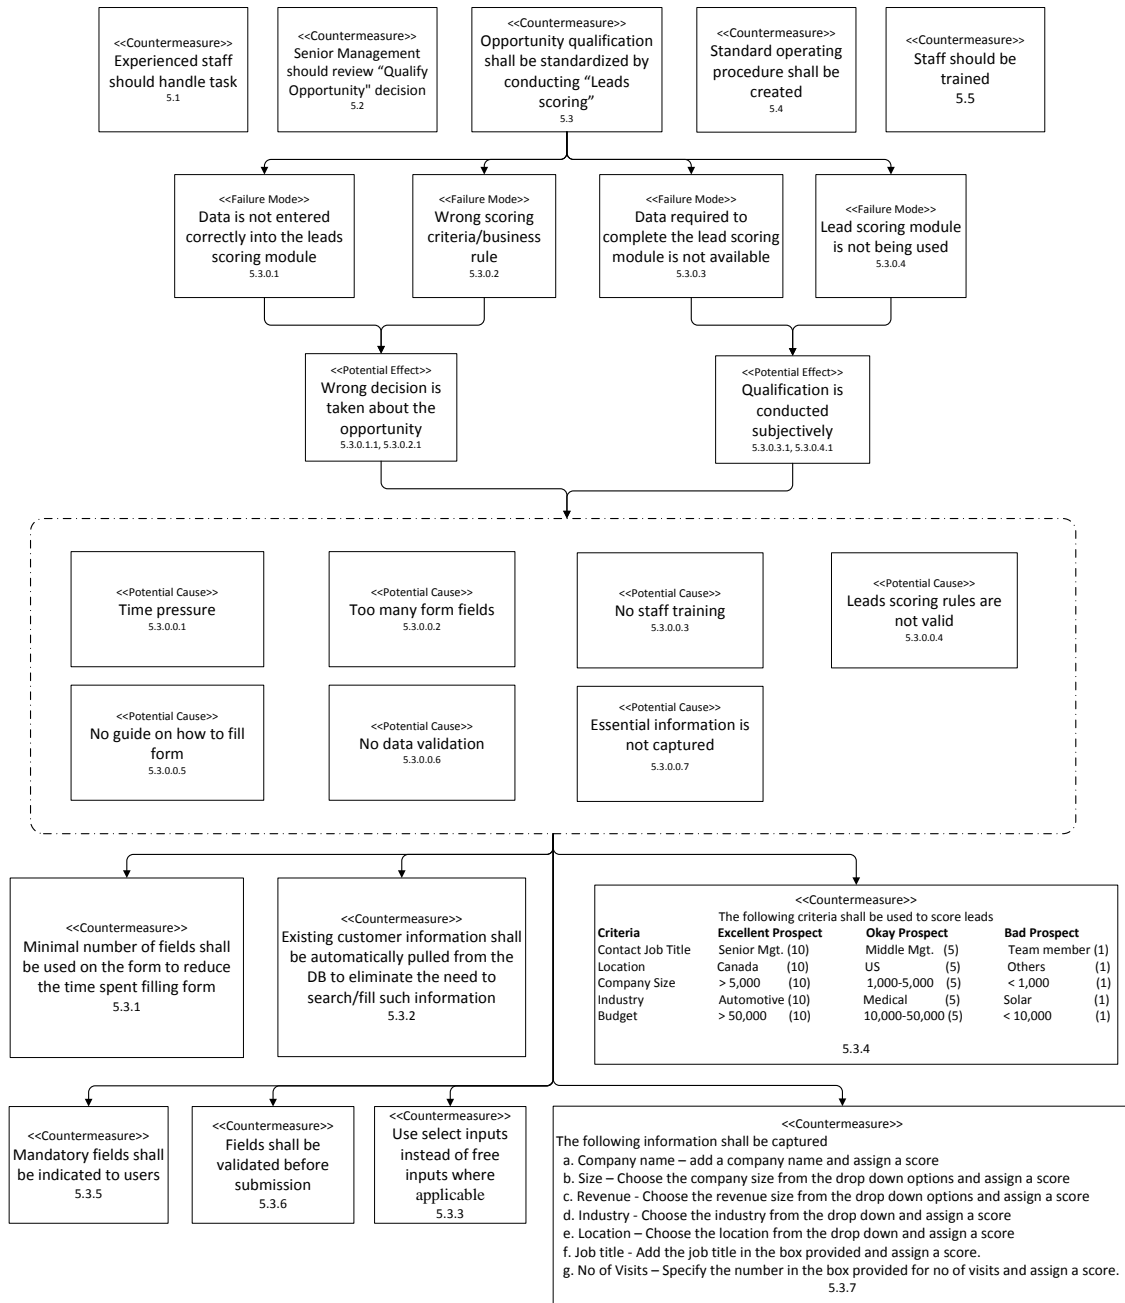 <<Countermeasure>>
Experienced staff
should handle task
5.1
<<Countermeasure>>
Senior Management
should review “Qualify
Opportunity" decision
5.2
<<Countermeasure>>
Opportunity qualification
shall be standardized by
conducting “Leads
scoring”
5.3
<<Countermeasure>>
Standard operating
procedure shall be
created
5.4
<<Countermeasure>>
Staff should be
trained
5.5
<<Failure Mode>>
Data is not entered
correctly into the leads
scoring module
5.3.0.1
<<Failure Mode>>
Wrong scoring
criteria/business
rule
5.3.0.2
<<Failure Mode>>
Data required to
complete the lead scoring
module is not available
5.3.0.3
<<Failure Mode>>
Lead scoring module
is not being used
5.3.0.4
<<Potential Effect>>
Wrong decision is
taken about the
opportunity
5.3.0.1.1, 5.3.0.2.1
<<Potential Effect>>
Qualification is
conducted
subjectively
5.3.0.3.1, 5.3.0.4.1
<<Potential Cause>>
Time pressure
5.3.0.0.1
<<Potential Cause>>
Too many form fields
5.3.0.0.2
<<Potential Cause>>
No staff training
5.3.0.0.3
<<Potential Cause>>
Leads scoring rules are
not valid
5.3.0.0.4
<<Potential Cause>>
No guide on how to fill
form
5.3.0.0.5
<<Potential Cause>>
No data validation
5.3.0.0.6
<<Potential Cause>>
Essential information is
not captured
5.3.0.0.7
<<Countermeasure>>
Minimal number of fields shall
be used on the form to reduce
the time spent filling form
5.3.1
<<Countermeasure>>
Existing customer information shall
be automatically pulled from the
DB to eliminate the need to
search/fill such information
5.3.2
<<Countermeasure>>
The following criteria shall be used to score leads
Criteria Excellent Prospect Okay Prospect Bad Prospect
Contact Job Title Senior Mgt. (10) Middle Mgt. (5) Team member (1)
Location Canada (10) US (5) Others (1)
Company Size > 5,000 (10) 1,000-5,000 (5) < 1,000 (1)
Industry Automotive (10) Medical (5) Solar (1)
Budget > 50,000 (10) 10,000-50,000 (5) < 10,000 (1)
5.3.4
<<Countermeasure>>
Mandatory fields shall
be indicated to users
5.3.5
<<Countermeasure>>
Fields shall be
validated before
submission
5.3.6
<<Countermeasure>>
Use select inputs
instead of free
inputs where
applicable
5.3.3
<<Countermeasure>>
The following information shall be captured
a. Company name – add a company name and assign a score
b. Size – Choose the company size from the drop down options and assign a score
c. Revenue - Choose the revenue size from the drop down options and assign a score
d. Industry - Choose the industry from the drop down and assign a score
e. Location – Choose the location from the drop down and assign a score
f. Job title - Add the job title in the box provided and assign a score.
g. No of Visits – Specify the number in the box provided for no of visits and assign a score.
5.3.7